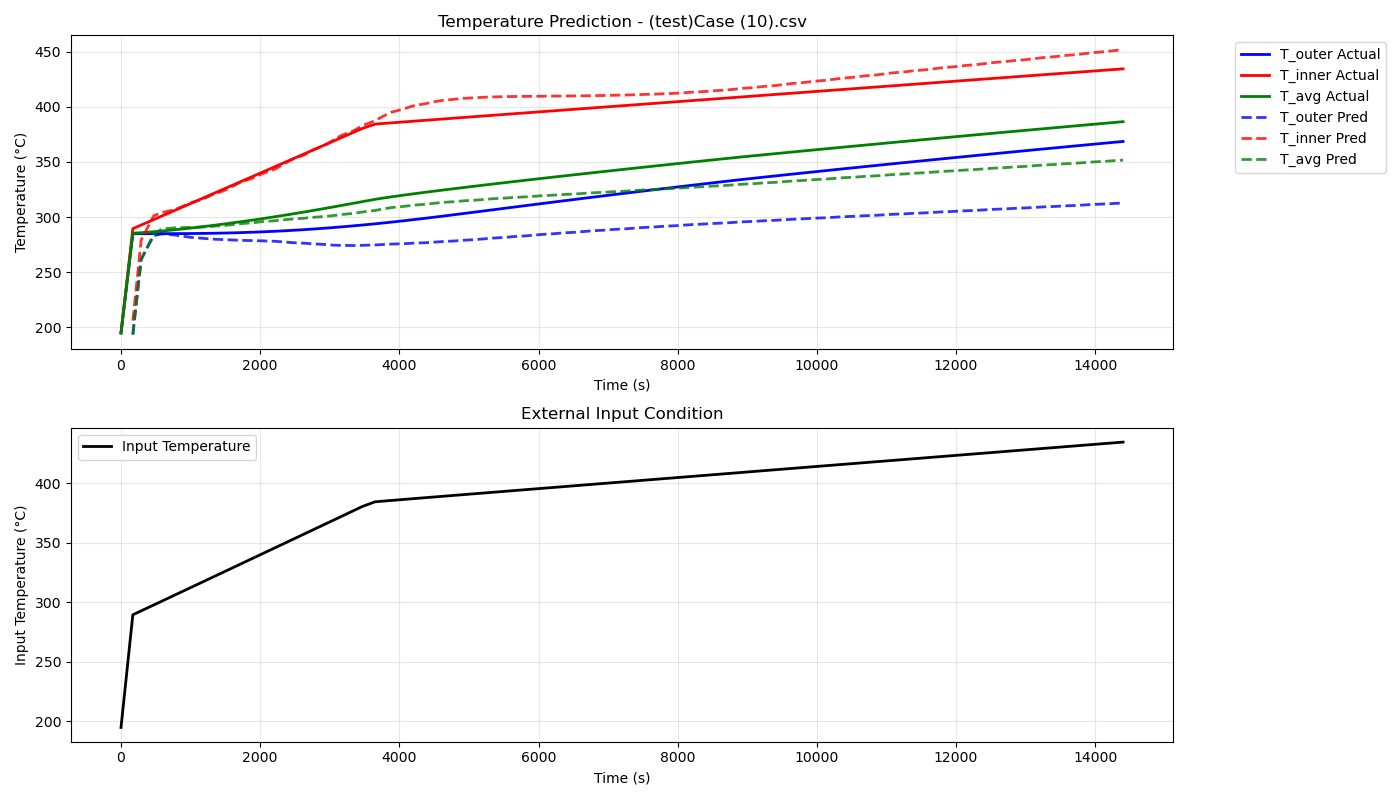 Temperature Prediction - (test)Case (10).csv
Temperature (°C)
450
400
350
300
250
200
0 2000 4000 6000 8000 10000 12000 14000
Time (s)
T_outer Actual
T_inner Actual
T_avg Actual
T_outer Pred
T_inner Pred
T_avg Pred
External Input Condition
Input Temperature
Input Temperature (°C)
400
350
300
250
200
0 2000 4000 6000 8000 10000 12000 14000
Time (s)